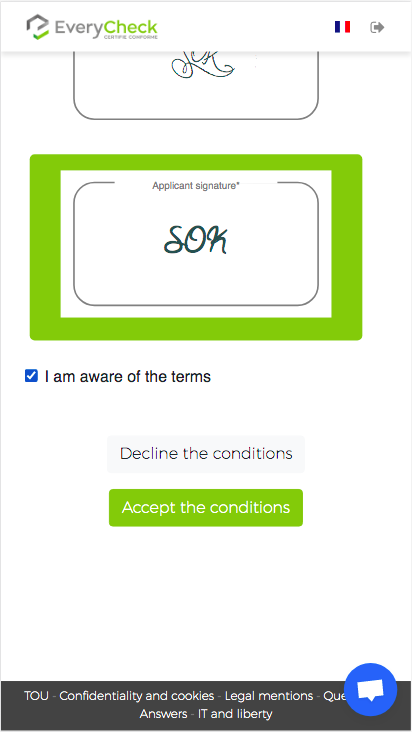 EveryCheck
CERTIFIÉ CONFORME
Applicant signature*
SOK
I am aware of the terms
Decline the conditions
Accept the conditions
TOU - Confidentiality and cookies - Legal mentions - Que
Answers - IT and liberty